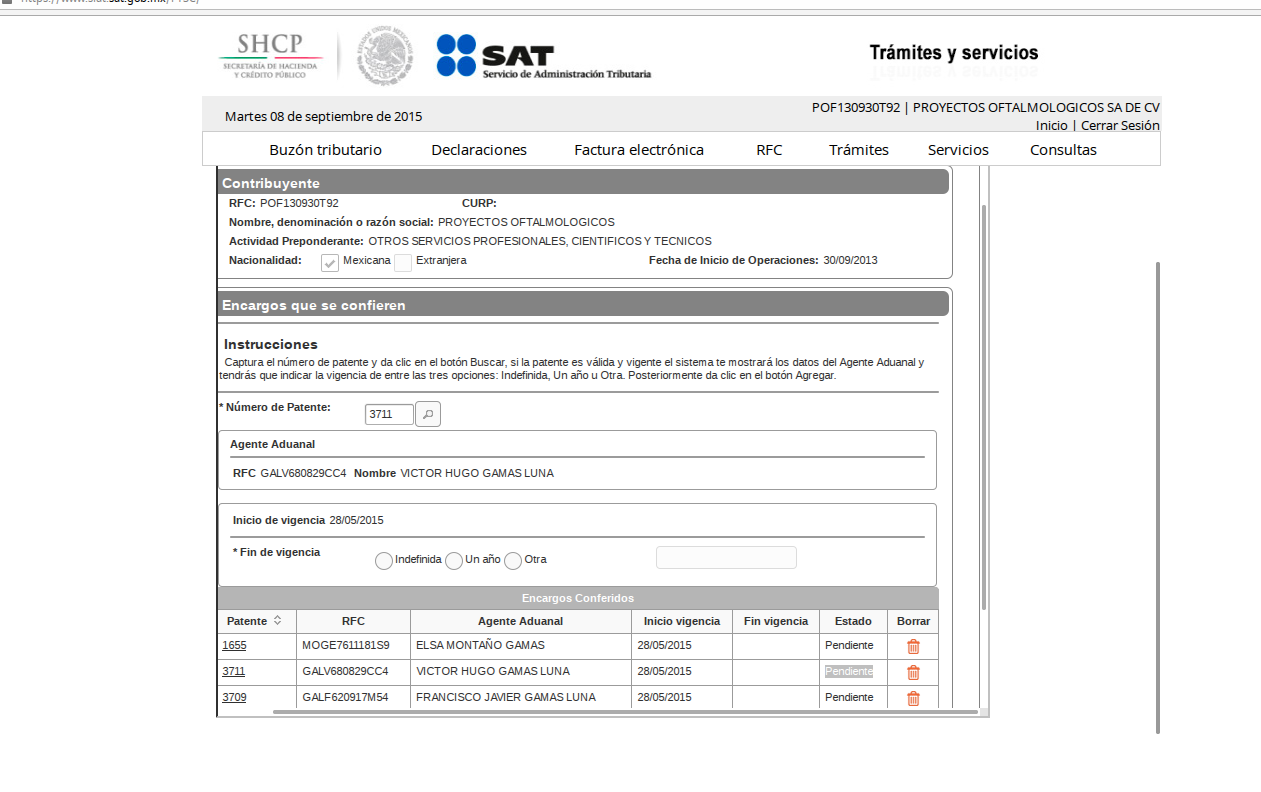 SHCP
SECRETARÍA DE HACIENDA
Y CRÉDITO PÚBLICO
SAT
Servicio de Administración Tributaria
Trámites y servicios
Martes 08 de septiembre de 2015
POF130930T92 | PROYECTOS OFTALMOLOGICOS SA DE CV
Inicio | Cerrar Sesión
Buzón tributario Declaraciones Factura electrónica RFC Trámites Servicios Consultas
Contribuyente
RFC: POF130930T92 CURP:
Nombre, denominación o razón social: PROYECTOS OFTALMOLOGICOS
Actividad Preponderante: OTROS SERVICIOS PROFESIONALES, CIENTIFICOS Y TECNICOS
Nacionalidad: Mexicana Extranjera Fecha de Inicio de Operaciones: 30/09/2013
Encargos que se confieren
Instrucciones
Captura el número de patente y da clic en el botón Buscar, si la patente es válida y vigente el sistema te mostrará los datos del Agente Aduanal y
tendrás que indicar la vigencia de entre las tres opciones: Indefinida, Un año u Otra. Posteriormente da clic en el botón Agregar.
* Número de Patente: 3711
Agente Aduanal
RFC GALV680829CC4 Nombre VICTOR HUGO GAMAS LUNA
Inicio de vigencia 28/05/2015
* Fin de vigencia Indefinida Un año Otra
Encargos Conferidos
Patente RFC Agente Aduanal Inicio vigencia Fin vigencia Estado Borrar
1655 MOGE7611181S9 ELSA MONTAÑO GAMAS 28/05/2015 Pendiente
3711 GALV680829CC4 VICTOR HUGO GAMAS LUNA 28/05/2015 Pendiente
3709 GALF620917M54 FRANCISCO JAVIER GAMAS LUNA 28/05/2015 Pendiente